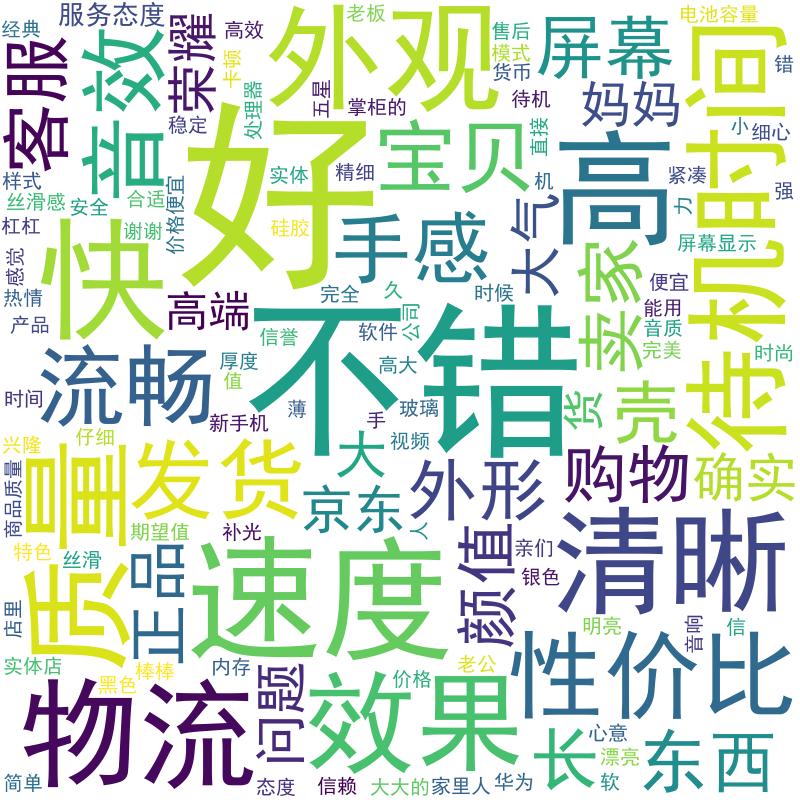 经典
服务态度
荣耀
高效
外观
老板
售后
模式
货币
屏幕
电池容量
错
客服
音效
卡顿
处理器
五星
掌柜的
待机
妈妈
小
细心
待机时间
稳定
好
宝贝
直接
高
紧凑
强
样式
丝滑感
安全
合适
实体
精细
机
力
杠杠
谢谢
价格便宜
硅胶
手感
大气
屏幕显示
感觉
热情
快
高端
完全
久
时候
卖家
便宜
能用
产品
信誉
软件
公司
音质
完美
时尚
流畅
厚度
值
不错
高大
时间
新手机
薄
手
玻璃
货
壳
兴隆
仔细
视频
大
商品质量
质量
发货
京东
外形
购物
确实
期望值
补光
人
特色
丝滑
正品
速度
颜值
亲们
银色
清晰
店里
明亮
音响
信
实体店
棒棒
黑色
内存
问题
价格
老公
性价比
物流
效果
心意
长
漂亮
东西
简单
态度
信赖
大大的
家里人
华为
软